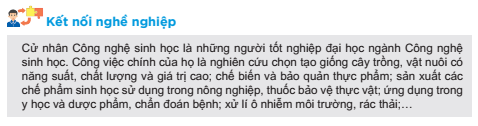 Kết nối nghề nghiệp
Cử nhân Công nghệ sinh học là những người tốt nghiệp đại học ngành Công nghệ
sinh học. Công việc chính của họ là nghiên cứu chọn tạo giống cây trồng, vật nuôi có
năng suất, chất lượng và giá trị cao; chế biến và bảo quản thực phẩm; sản xuất các
chế phẩm sinh học sử dụng trong nông nghiệp, thuốc bảo vệ thực vật; ứng dụng trong
y học và dược phẩm, chẩn đoán bệnh; xử lí ô nhiễm môi trường, rác thải;...